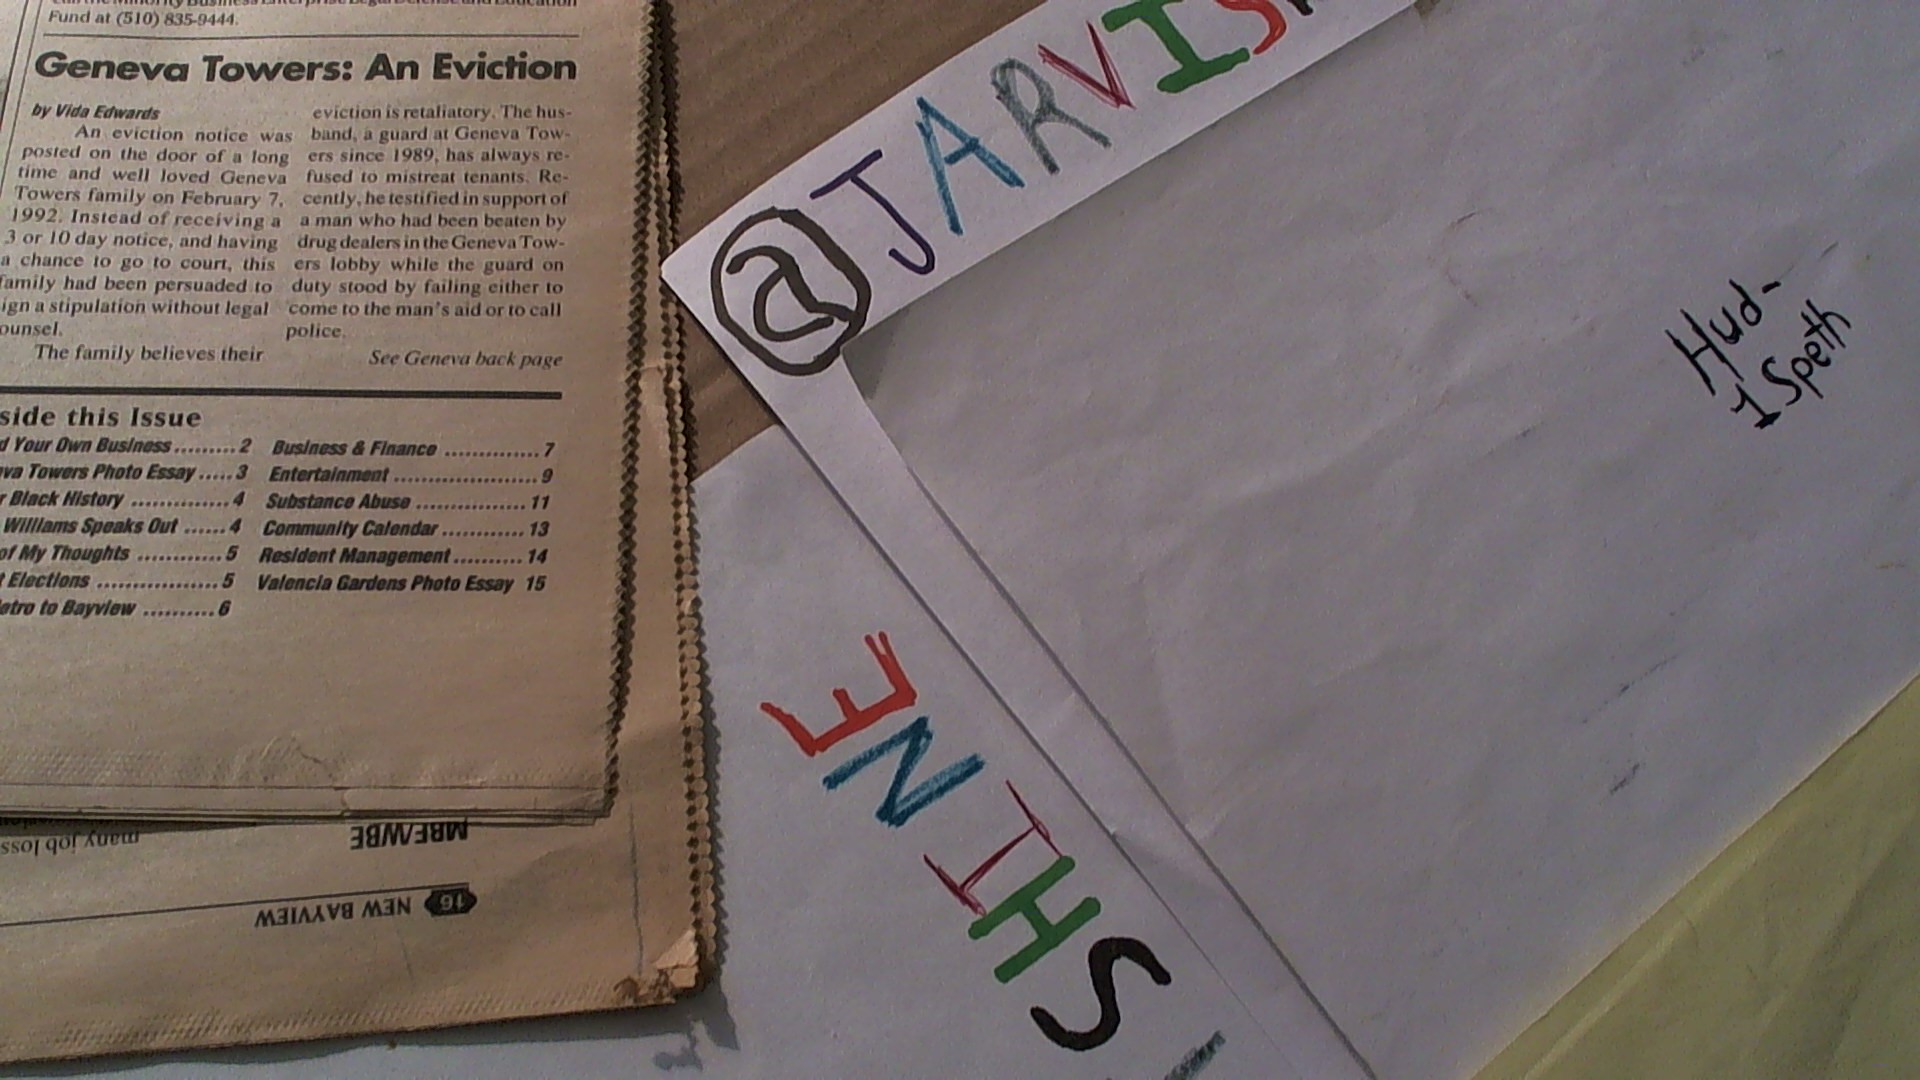 Fund at (510) 835-9444.
Geneva Towers: An Eviction
by Vida Edwards
An eviction notice was
posted on the door of a long
time and well loved Geneva
Towers family on February 7,
1992. Instead of receiving a
3 or 10 day notice, and having
a chance to go to court, this
family had been persuaded to
ign a stipulation without legal
ounsel.
The family believes their
eviction is retaliatory. The hus-
band, a guard at Geneva Tow-
ers since 1989, has always re-
fused to mistreat tenants. Re-
cently, he testified in support of
a man who had been beaten by
drug dealers in the Geneva Tow-
ers lobby while the guard on
duty stood by failing either to
come to the man's aid or to call
police.
See Geneva back page
side this Issue
d Your Own Business ......... 2
va Towers Photo Essay ..... 3
r Black History .............. 4
Williams Speaks Out ...... 4
of My Thoughts ............ 5
t Elections .................. 5
etro to Bayview .......... 6
Business & Finance .............. 7
Entertainment ...................... 9
Substance Abuse ................ 11
Community Calendar ............ 13
Resident Management .......... 14
Valencia Gardens Photo Essay 15
MBE/WBE
many job loss
16 NEW BAYVIEW
@JARVIS
SHINE
Hud-
1 Speth